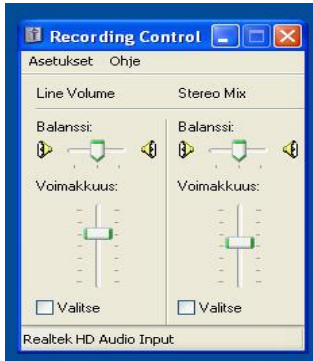 Recording Control
Asetukset Ohje
Line Volume Stereo Mix
Balanssi: Balanssi:
Voimakkuus: Voimakkuus:
Valitse Valitse
Realtek HD Audio Input